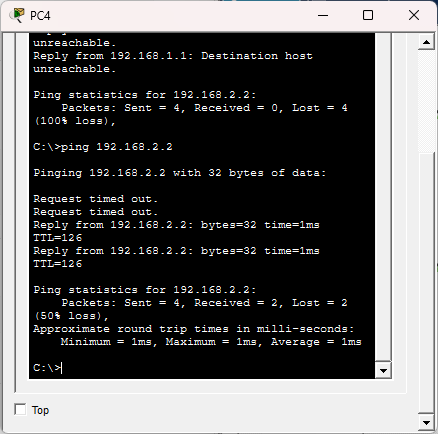 PC4
unreachable.
Reply from 192.168.1.1: Destination host
unreachable.
Ping statistics for 192.168.2.2:
    Packets: Sent = 4, Received = 0, Lost = 4
(100% loss),
C:\>ping 192.168.2.2
Pinging 192.168.2.2 with 32 bytes of data:
Request timed out.
Request timed out.
Reply from 192.168.2.2: bytes=32 time=1ms
TTL=126
Reply from 192.168.2.2: bytes=32 time=1ms
TTL=126
Ping statistics for 192.168.2.2:
    Packets: Sent = 4, Received = 2, Lost = 2
(50% loss),
Approximate round trip times in milli-seconds:
    Minimum = 1ms, Maximum = 1ms, Average = 1ms
C:\>
Top